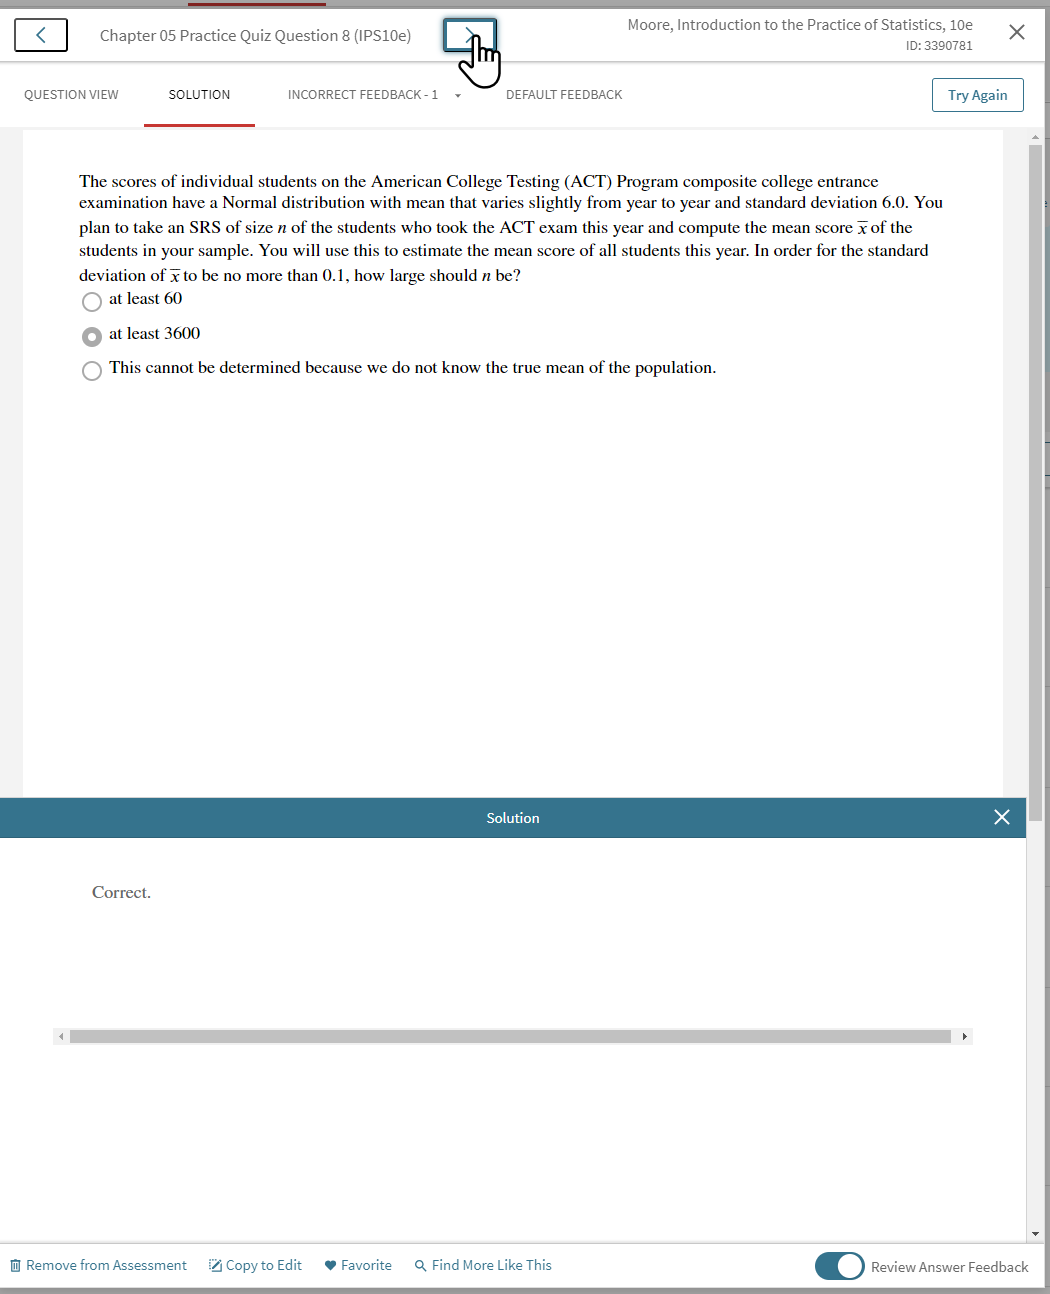 Chapter 05 Practice Quiz Question 8 (IPS10e)
Moore, Introduction to the Practice of Statistics, 10e
ID: 3390781
QUESTION VIEW
SOLUTION
INCORRECT FEEDBACK - 1
DEFAULT FEEDBACK
Try Again
The scores of individual students on the American College Testing (ACT) Program composite college entrance
examination have a Normal distribution with mean that varies slightly from year to year and standard deviation 6.0. You
plan to take an SRS of size n of the students who took the ACT exam this year and compute the mean score x̅ of the
students in your sample. You will use this to estimate the mean score of all students this year. In order for the standard
deviation of x̅ to be no more than 0.1, how large should n be?
at least 60
at least 3600
This cannot be determined because we do not know the true mean of the population.
Solution
Correct.
Remove from Assessment
Copy to Edit
Favorite
Find More Like This
Review Answer Feedback